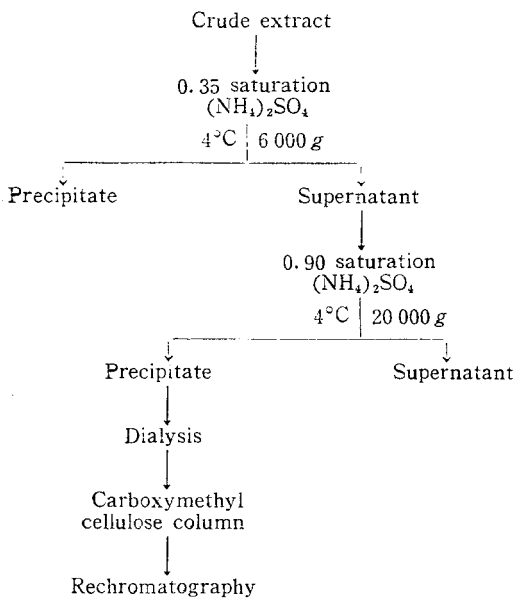 Crude extract
0.35 saturation
(NH₄)₂SO₄
4°C 6 000 g
Precipitate Supernatant
0.90 saturation
(NH₄)₂SO₄
4°C 20 000 g
Precipitate Supernatant
Dialysis
Carboxymethyl
cellulose column
Rechromatography